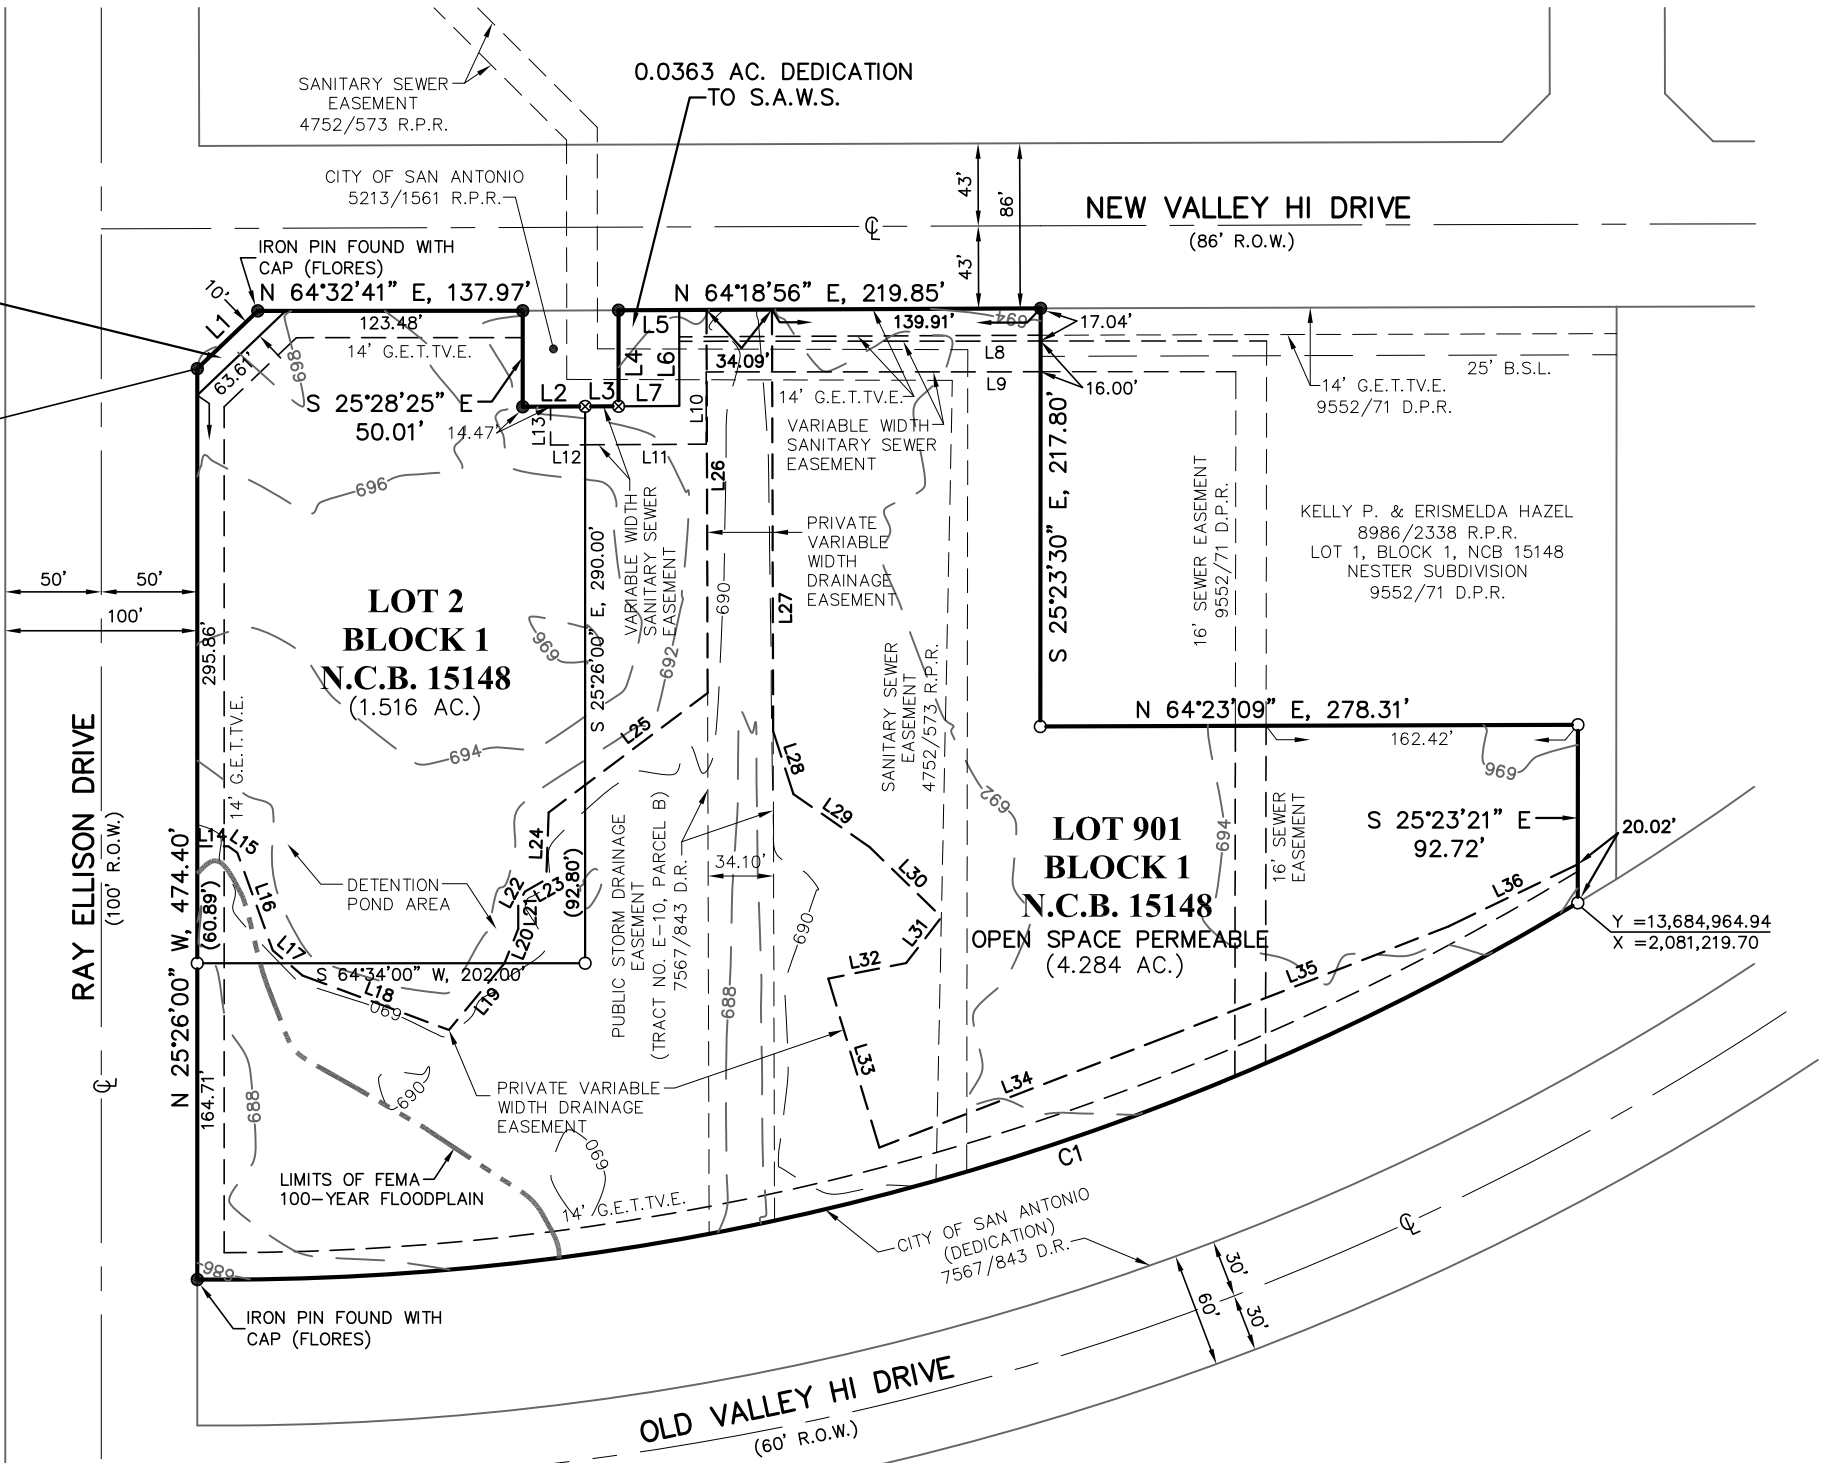 SANITARY SEWER
EASEMENT
4752/573 R.P.R.
0.0363 AC. DEDICATION
TO S.A.W.S.
CITY OF SAN ANTONIO
5213/1561 R.P.R.
43'
86'
43'
NEW VALLEY HI DRIVE
(86' R.O.W.)
℄
IRON PIN FOUND WITH
CAP (FLORES)
10'
L1
63.61'
N 64°32'41" E, 137.97'
123.48'
14' G.E.T.TV.E.
698
N 64°18'56" E, 219.85'
139.91'
694
17.04'
L5
L4
L6
34.09'
L8
L9
16.00'
14' G.E.T.TV.E.
9552/71 D.P.R.
25' B.S.L.
S 25°28'25" E
50.01'
14.47'
L2
L3
L7
L13
L12
L11
L10
14' G.E.T.TV.E.
VARIABLE WIDTH
SANITARY SEWER
EASEMENT
L26
696
VARIABLE WIDTH
SANITARY SEWER
EASEMENT
PRIVATE
VARIABLE
WIDTH
DRAINAGE
EASEMENT
S 25°23'30" E, 217.80'
16' SEWER EASEMENT
9552/71 D.P.R.
KELLY P. & ERISMELDA HAZEL
8986/2338 R.P.R.
LOT 1, BLOCK 1, NCB 15148
NESTER SUBDIVISION
9552/71 D.P.R.
50'
50'
100'
295.86'
LOT 2
BLOCK 1
N.C.B. 15148
(1.516 AC.)
696
S 25°26'00" E, 290.00'
692
690
L27
SANITARY SEWER
EASEMENT
4752/573 R.P.R.
14' G.E.T.TV.E.
694
L25
L28
N 64°23'09" E, 278.31'
162.42'
696
RAY ELLISON DRIVE
(100' R.O.W.)
N 25°26'00" W, 474.40'
(60.89')
L14
L15
L16
L17
DETENTION
POND AREA
L24
L22
L23
L21
L20
(92.80')
PUBLIC STORM DRAINAGE
EASEMENT
(TRACT NO. E-10, PARCEL B)
7567/843 D.R.
34.10'
L29
L30
L31
692
694
LOT 901
BLOCK 1
N.C.B. 15148
OPEN SPACE PERMEABLE
(4.284 AC.)
16' SEWER
EASEMENT
S 25°23'21" E
92.72'
20.02'
L36
Y =13,684,964.94
X =2,081,219.70
S 64°34'00" W, 202.00'
L18
690
L19
L32
690
L35
688
L33
L34
℄
164.71'
688
690
PRIVATE VARIABLE
WIDTH DRAINAGE
EASEMENT
690
LIMITS OF FEMA
100-YEAR FLOODPLAIN
14' G.E.T.TV.E.
C1
CITY OF SAN ANTONIO
(DEDICATION)
7567/843 D.R.
℄
686
IRON PIN FOUND WITH
CAP (FLORES)
30'
60'
30'
OLD VALLEY HI DRIVE
(60' R.O.W.)